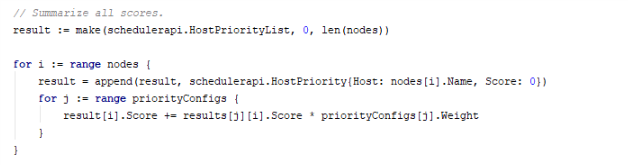 // Summarize all scores.
result := make(schedulerapi.HostPriorityList, 0, len(nodes))

for i := range nodes {
    result = append(result, schedulerapi.HostPriority{Host: nodes[i].Name, Score: 0})
    for j := range priorityConfigs {
        result[i].Score += results[j][i].Score * priorityConfigs[j].Weight
    }
}